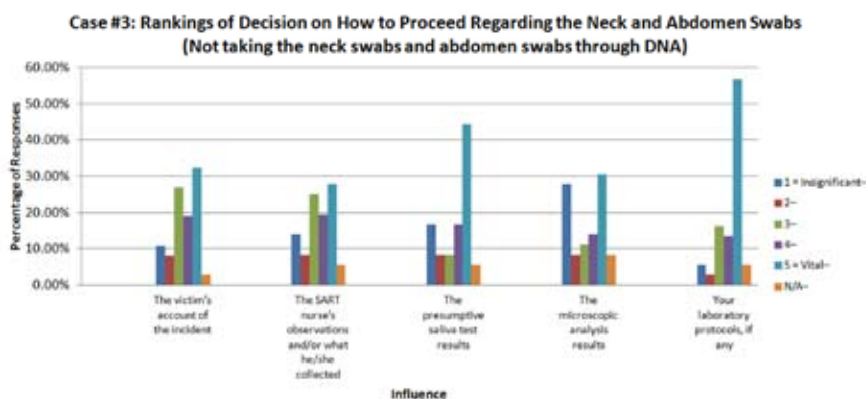 Case #3: Rankings of Decision on How to Proceed Regarding the Neck and Abdomen Swabs
(Not taking the neck swabs and abdomen swabs through DNA)
Percentage of Responses
60.00%
50.00%
40.00%
30.00%
20.00%
10.00%
0.00%
The victim's
account of
the incident
The SART
nurse's
observations
and/or what
he/she
collected
The
presumptive
saliva test
results
The
microscopic
analysis
results
Your
laboratory
protocols, if
any
Influence
1 = Insignificant–
2–
3–
4–
5 = Vital–
N/A–